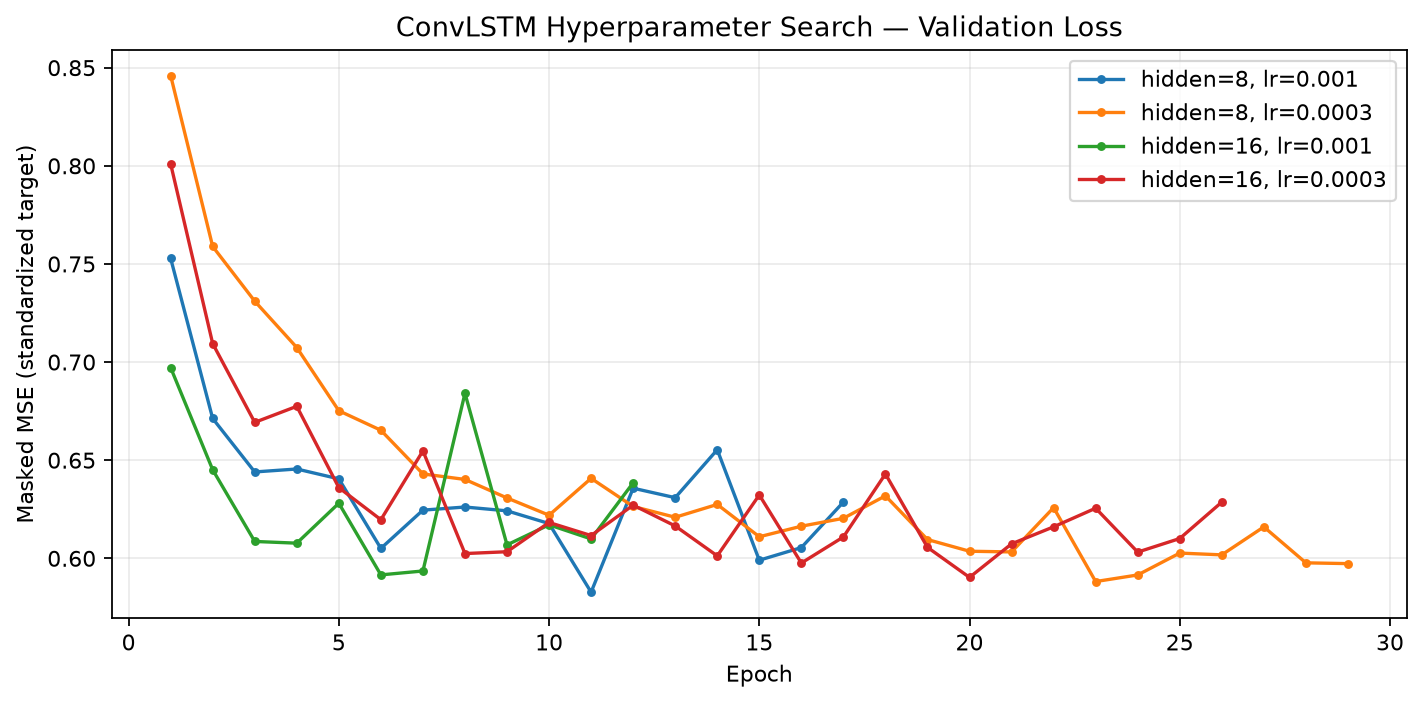 ConvLSTM Hyperparameter Search — Validation Loss
hidden=8, lr=0.001
hidden=8, lr=0.0003
hidden=16, lr=0.001
hidden=16, lr=0.0003
Masked MSE (standardized target)
0.85
0.80
0.75
0.70
0.65
0.60
0 5 10 15 20 25 30
Epoch